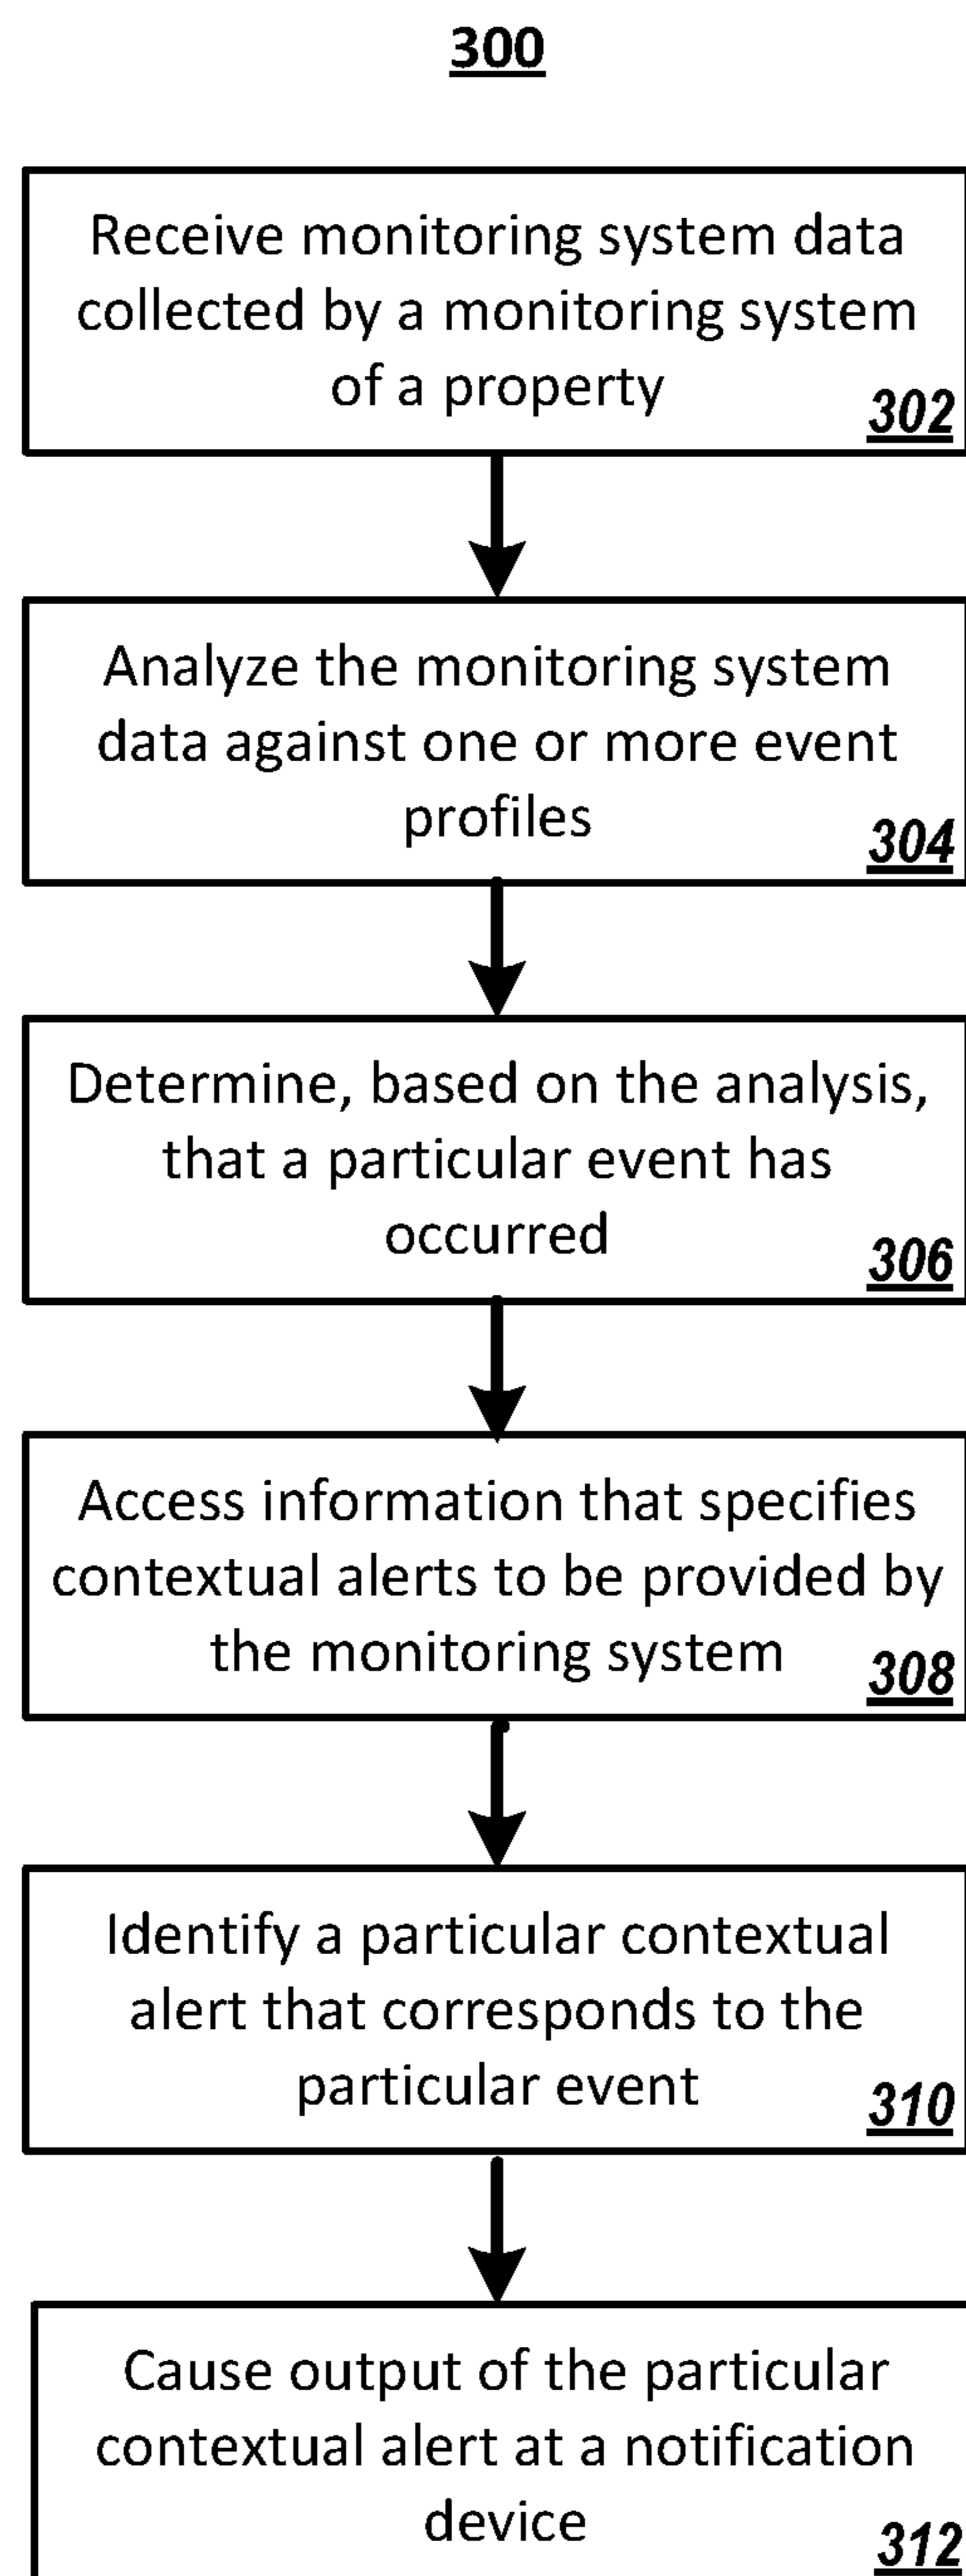 300
Receive monitoring system data
collected by a monitoring system
of a property
302
Analyze the monitoring system
data against one or more event
profiles
304
Determine, based on the analysis,
that a particular event has
occurred
306
Access information that specifies
contextual alerts to be provided by
the monitoring system
308
Identify a particular contextual
alert that corresponds to the
particular event
310
Cause output of the particular
contextual alert at a notification
device
312